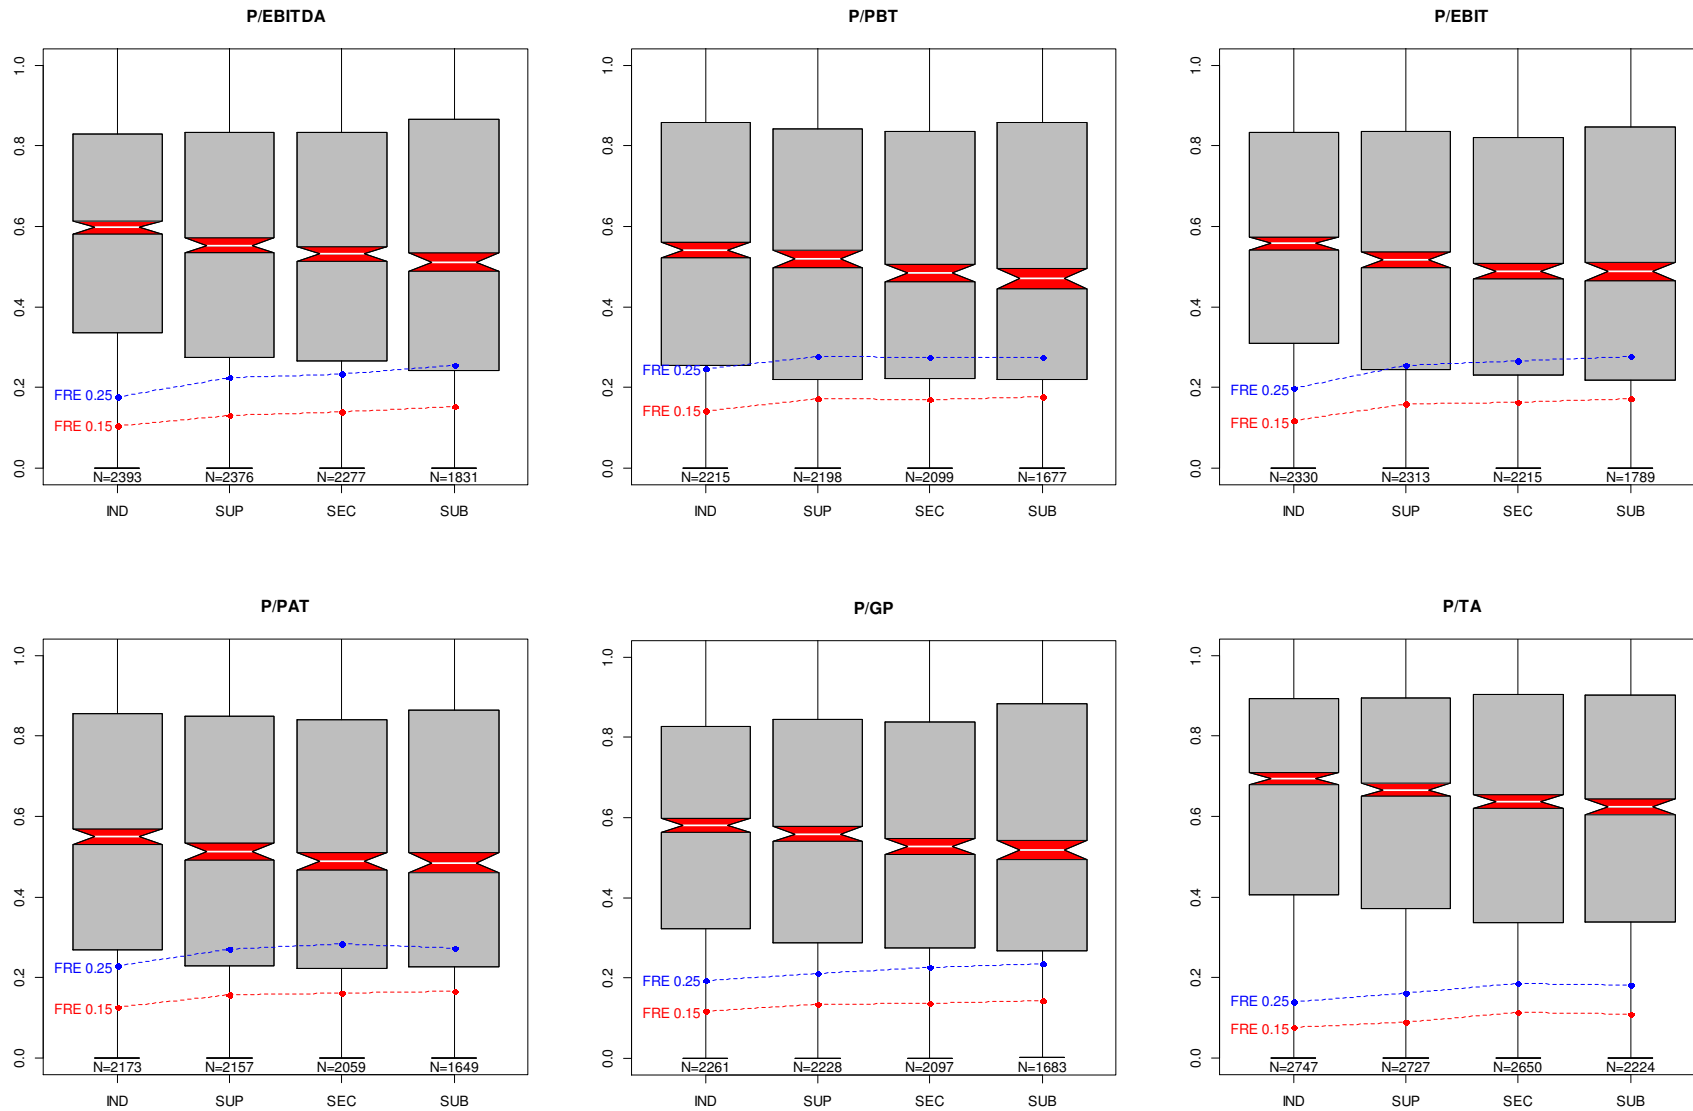 P/EBITDA
1.0
0.8
0.6
0.4
0.2
0.0
FRE 0.25
FRE 0.15
N=2393 N=2376 N=2277 N=1831
IND SUP SEC SUB
P/PBT
1.0
0.8
0.6
0.4
0.2
0.0
FRE 0.25
FRE 0.15
N=2215 N=2198 N=2099 N=1677
IND SUP SEC SUB
P/EBIT
1.0
0.8
0.6
0.4
0.2
0.0
FRE 0.25
FRE 0.15
N=2330 N=2313 N=2215 N=1789
IND SUP SEC SUB
P/PAT
1.0
0.8
0.6
0.4
0.2
0.0
FRE 0.25
FRE 0.15
N=2173 N=2157 N=2059 N=1649
IND SUP SEC SUB
P/GP
1.0
0.8
0.6
0.4
0.2
0.0
FRE 0.25
FRE 0.15
N=2261 N=2228 N=2097 N=1683
IND SUP SEC SUB
P/TA
1.0
0.8
0.6
0.4
0.2
0.0
FRE 0.25
FRE 0.15
N=2747 N=2727 N=2650 N=2224
IND SUP SEC SUB